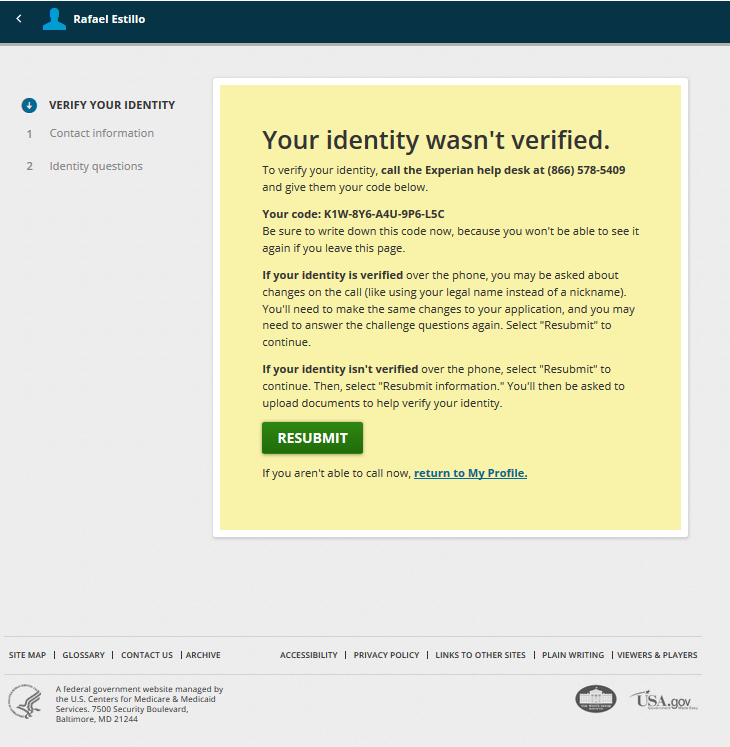 Rafael Estillo
VERIFY YOUR IDENTITY
1 Contact information
2 Identity questions
Your identity wasn't verified.
To verify your identity, call the Experian help desk at (866) 578-5409
and give them your code below.
Your code: K1W-8Y6-A4U-9P6-L5C
Be sure to write down this code now, because you won't be able to see it
again if you leave this page.
If your identity is verified over the phone, you may be asked about
changes on the call (like using your legal name instead of a nickname).
You'll need to make the same changes to your application, and you may
need to answer the challenge questions again. Select "Resubmit" to
continue.
If your identity isn't verified over the phone, select "Resubmit" to
continue. Then, select "Resubmit information." You'll then be asked to
upload documents to help verify your identity.
RESUBMIT
If you aren't able to call now, return to My Profile.
SITE MAP | GLOSSARY | CONTACT US | ARCHIVE
ACCESSIBILITY | PRIVACY POLICY | LINKS TO OTHER SITES | PLAIN WRITING | VIEWERS & PLAYERS
A federal government website managed by
the U.S. Centers for Medicare & Medicaid
Services. 7500 Security Boulevard,
Baltimore, MD 21244
THE WHITE HOUSE
USA.gov
Government Made Easy